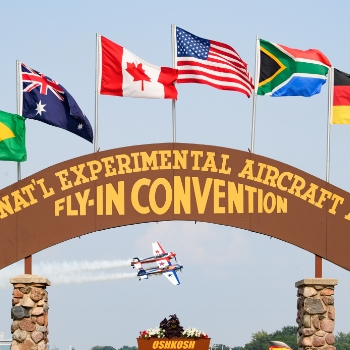 NAT'L EXPERIMENTAL AIRCRAFT
FLY-IN CONVENTION
OSHKOSH